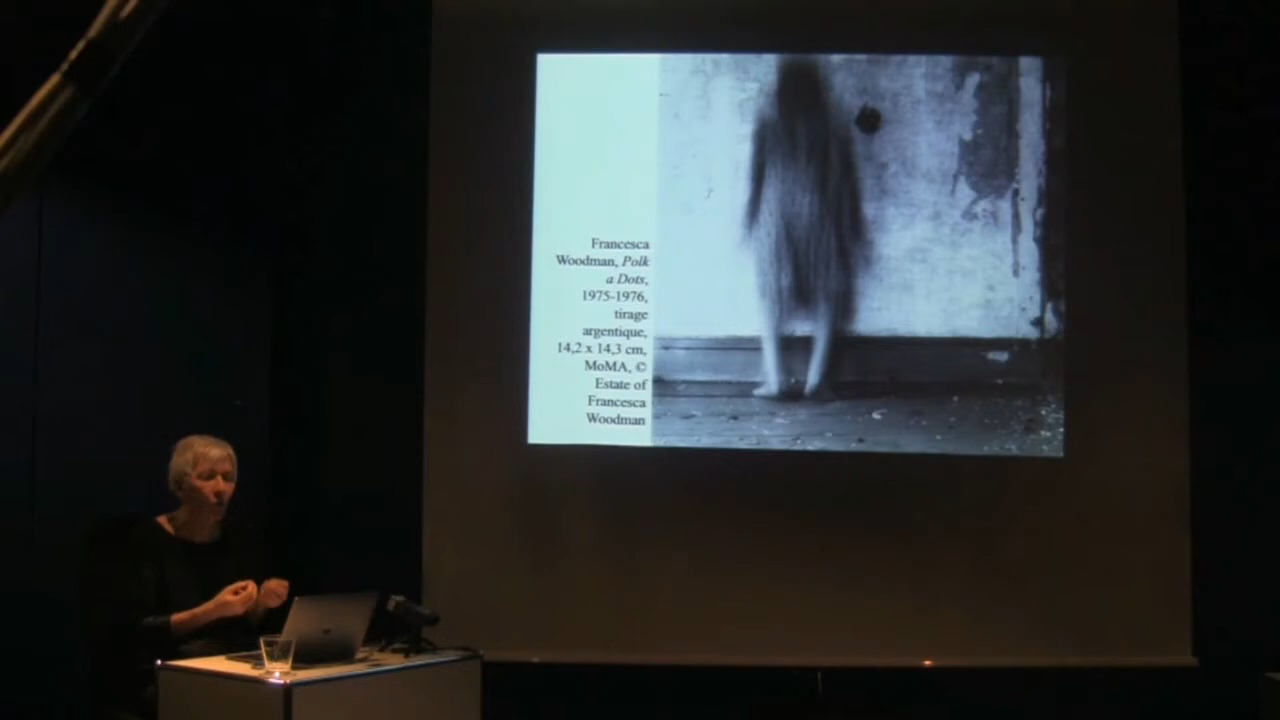 Francesca
Woodman, Polk
a Dots,
1975-1976,
tirage
argentique,
14,2 x 14,3 cm,
MoMA, ©
Estate of
Francesca
Woodman